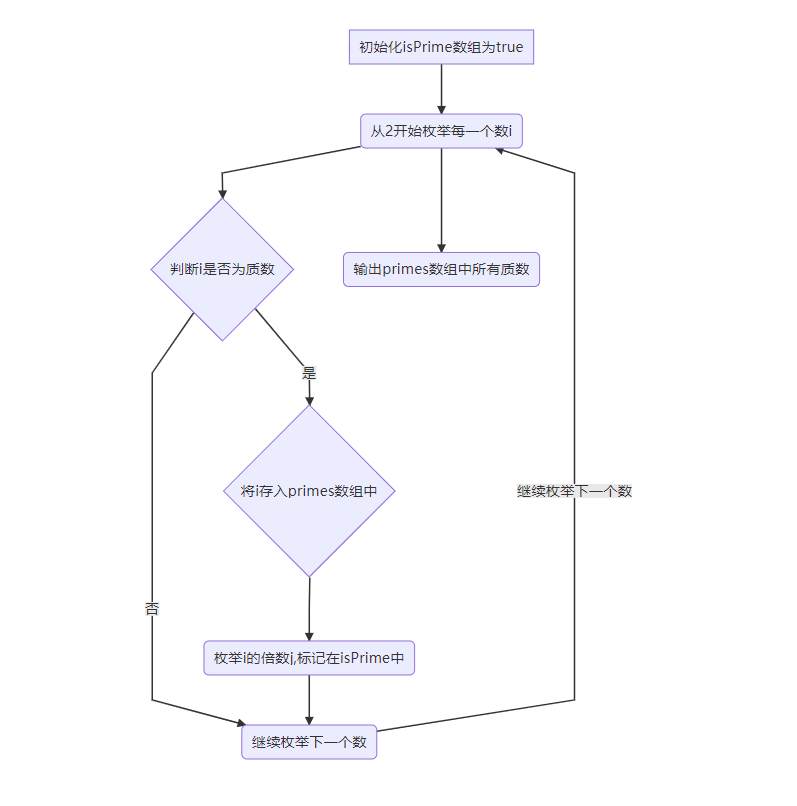 初始化isPrime数组为true
从2开始枚举每一个数i
判断i是否为质数
输出primes数组中所有质数
是
将i存入primes数组中
继续枚举下一个数
否
枚举i的倍数j,标记在isPrime中
继续枚举下一个数